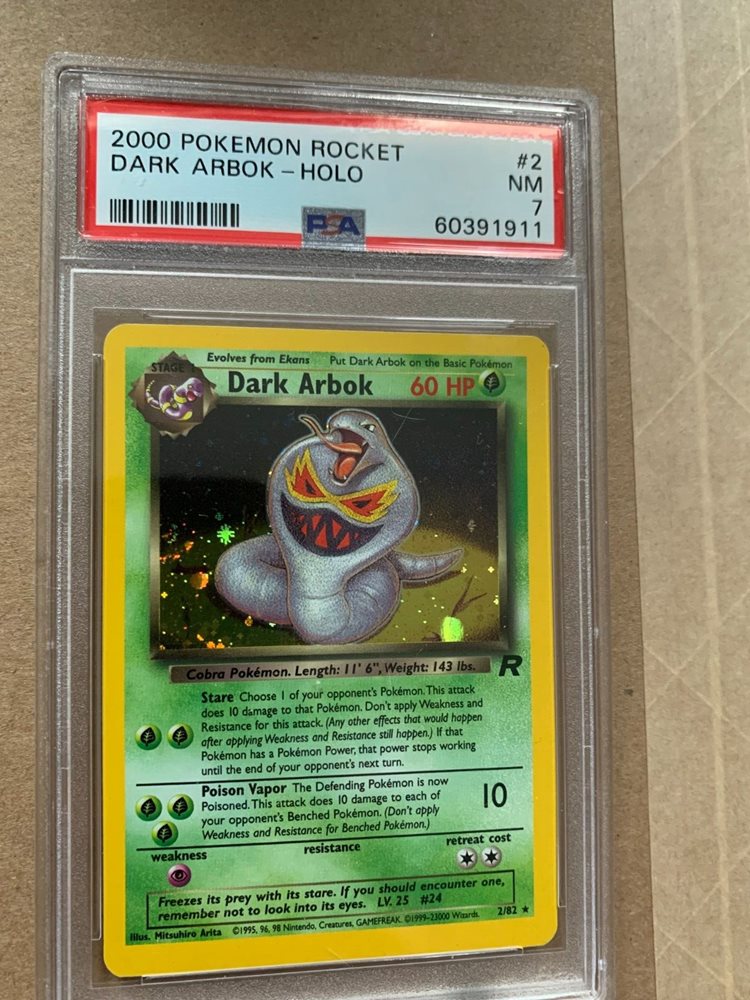 2000 POKEMON ROCKET #2
DARK ARBOK - HOLO NM
7
PSA 60391911
Evolves from Ekans Put Dark Arbok on the Basic Pokémon
STAGE 1
Dark Arbok 60 HP
Cobra Pokémon. Length: 11' 6", Weight: 143 lbs.
R
Stare Choose 1 of your opponent's Pokémon. This attack
does 10 damage to that Pokémon. Don't apply Weakness and
Resistance for this attack. (Any other effects that would happen
after applying Weakness and Resistance still happen.) If that
Pokémon has a Pokémon Power, that power stops working
until the end of your opponent's next turn.
Poison Vapor The Defending Pokémon is now
Poisoned. This attack does 10 damage to each of
your opponent's Benched Pokémon. (Don't apply
Weakness and Resistance for Benched Pokémon.)
10
weakness resistance retreat cost
Freezes its prey with its stare. If you should encounter one,
remember not to look into its eyes. LV. 25 #24
Illus. Mitsuhiro Arita ©1995, 96, 98 Nintendo, Creatures, GAMEFREAK. ©1999-23000 Wizards. 2/82 ★